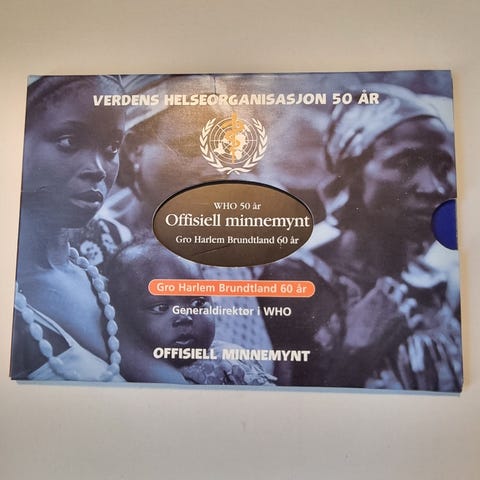 VERDENS HELSEORGANISASJON 50 ÅR
WHO 50 år
Offisiell minnemynt
Gro Harlem Brundtland 60 år
Gro Harlem Brundtland 60 år
Generaldirektør i WHO
OFFISIELL MINNEMYNT